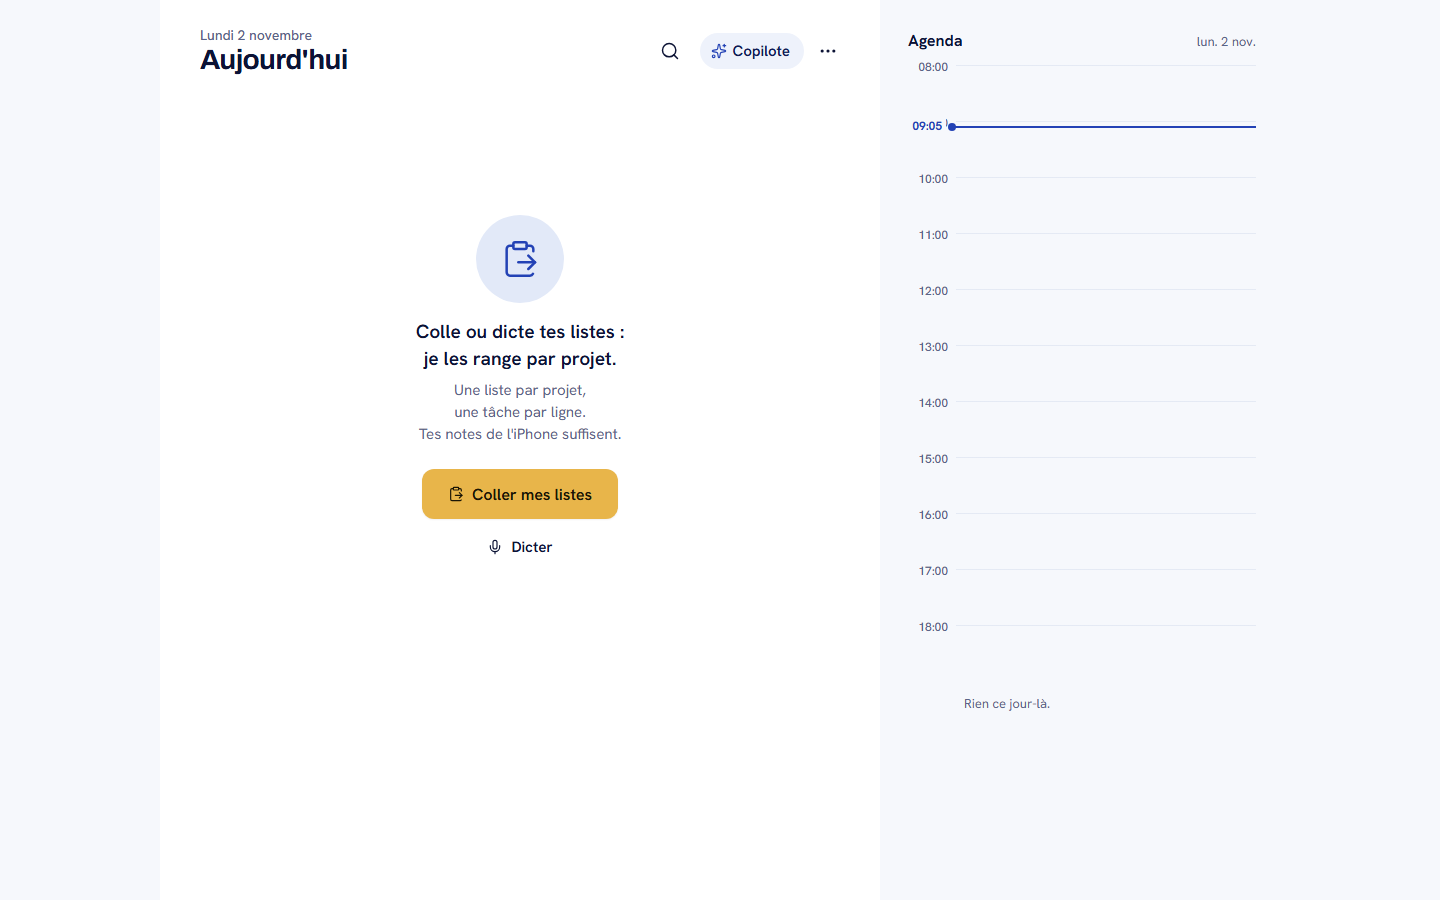 Lundi 2 novembre
Aujourd'hui
Copilote
Colle ou dicte tes listes :
je les range par projet.
Une liste par projet,
une tâche par ligne.
Tes notes de l'iPhone suffisent.
Coller mes listes
Dicter
Agenda
lun. 2 nov.
08:00
09:05
10:00
11:00
12:00
13:00
14:00
15:00
16:00
17:00
18:00
Rien ce jour-là.